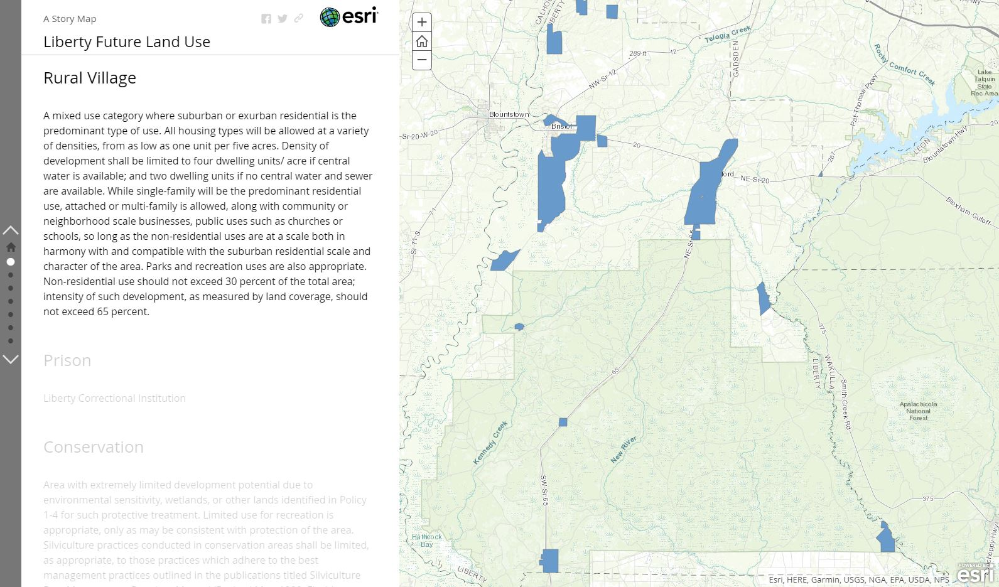 A Story Map
esri
Liberty Future Land Use
Rural Village
A mixed use category where suburban or exurban residential is the
predominant type of use. All housing types will be allowed at a variety
of densities, from as low as one unit per five acres. Density of
development shall be limited to four dwelling units/ acre if central
water is available; and two dwelling units if no central water and sewer
are available. While single-family will be the predominant residential
use, attached or multi-family is allowed, along with community or
neighborhood scale businesses, public uses such as churches or
schools, so long as the non-residential uses are at a scale both in
harmony with and compatible with the suburban residential scale and
character of the area. Parks and recreation uses are also appropriate.
Non-residential use should not exceed 30 percent of the total area;
intensity of such development, as measured by land coverage, should
not exceed 65 percent.
Prison
Liberty Correctional Institution
Conservation
Area with extremely limited development potential due to
environmental sensitivity, wetlands, or other lands identified in Policy
1-4 for such protective treatment. Limited use for recreation is
appropriate, only as may be consistent with protection of the area.
Silviculture practices conducted in conservation areas shall be limited,
as appropriate, to those practices which adhere to the best
management practices outlined in the publications titled Silviculture
CALHOU
IBERTY
Telogia Creek
289 ft
12
GADSDEN
NW-Sr-12
Rocky Comfort Creek
Lake
Talquin
State
Rec Area
Pat-Thomas-Pkwy
Blountstown
Bristol
Sr-20-W-20
20
20
LEON
Blountstown-Hwy
267
ford
NE-Sr-20
Bloxham-Cutoff
71
Sr-71-S
NE-Sr-65
375
65
LIBERTY
WAKULLA
Smith Creek-Rd
Apalachicola
National
Forest
Kennedy Creek
New River
SW-Sr-65
375
Hathcock
Bay
LIBERTY
choppy Hwy
Esri, HERE, Garmin, USGS, NGA, EPA, USDA, NPS
POWERED BY
esri